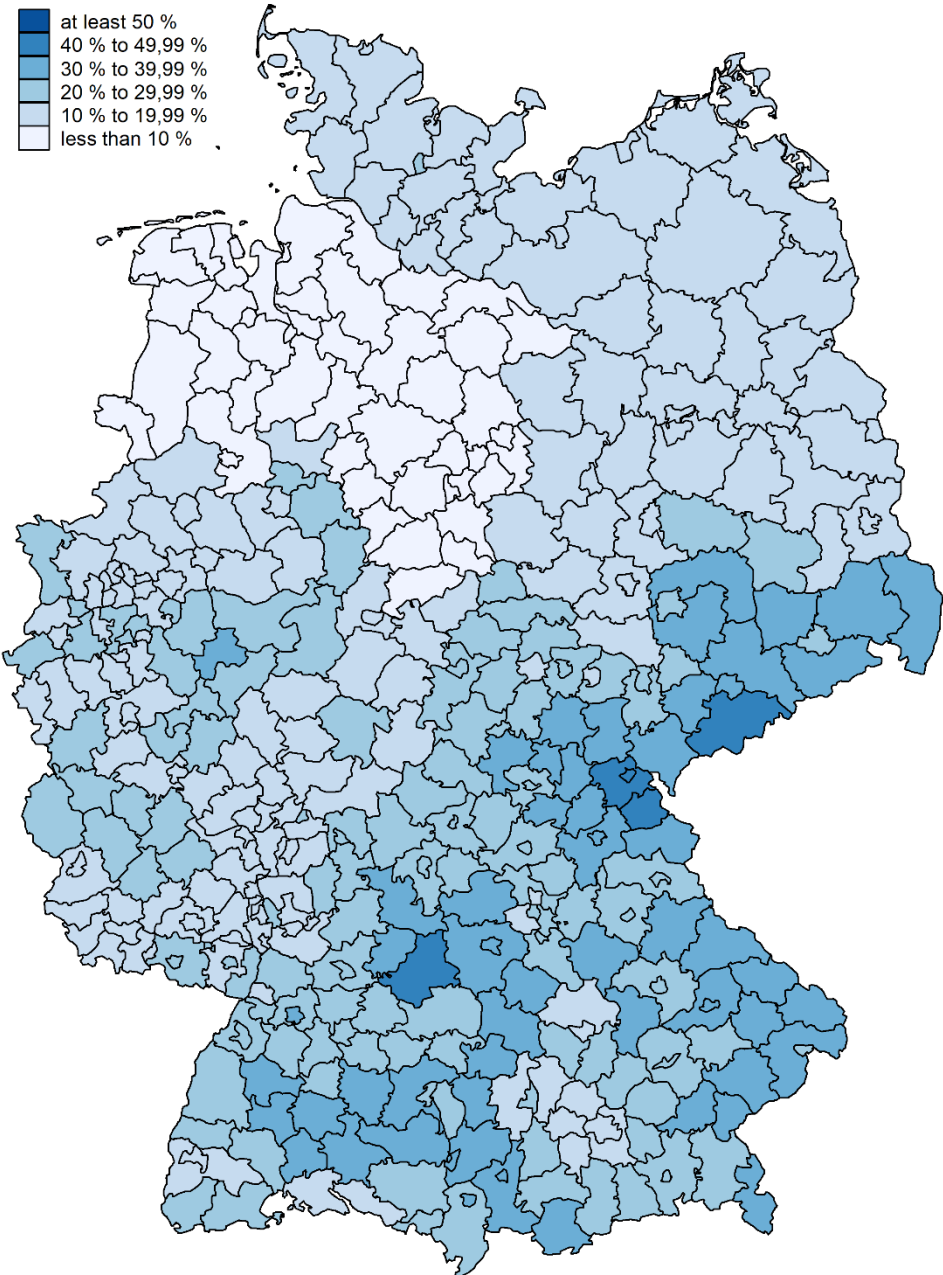 at least 50 %
40 % to 49,99 %
30 % to 39,99 %
20 % to 29,99 %
10 % to 19,99 %
less than 10 %